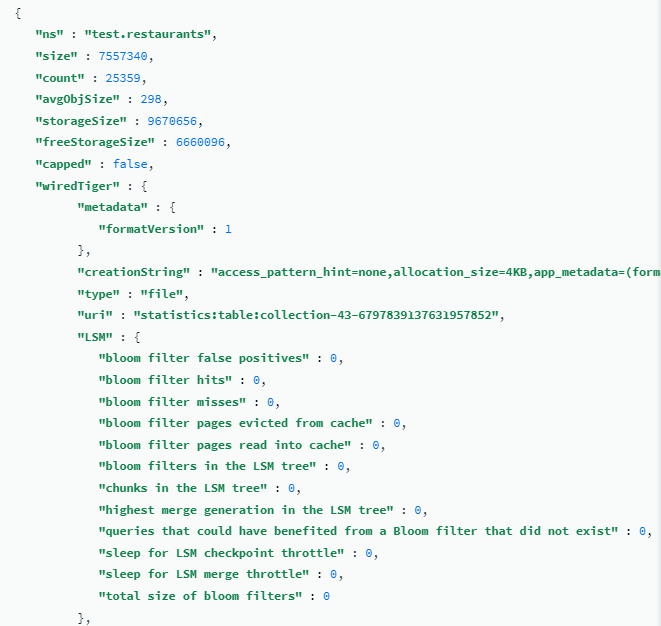 {
"ns" : "test.restaurants",
"size" : 7557340,
"count" : 25359,
"avgObjSize" : 298,
"storageSize" : 9670656,
"freeStorageSize" : 6660096,
"capped" : false,
"wiredTiger" : {
"metadata" : {
"formatVersion" : 1
},
"creationString" : "access_pattern_hint=none,allocation_size=4KB,app_metadata=(form
"type" : "file",
"uri" : "statistics:table:collection-43-6797839137631957852",
"LSM" : {
"bloom filter false positives" : 0,
"bloom filter hits" : 0,
"bloom filter misses" : 0,
"bloom filter pages evicted from cache" : 0,
"bloom filter pages read into cache" : 0,
"bloom filters in the LSM tree" : 0,
"chunks in the LSM tree" : 0,
"highest merge generation in the LSM tree" : 0,
"queries that could have benefited from a Bloom filter that did not exist" : 0,
"sleep for LSM checkpoint throttle" : 0,
"sleep for LSM merge throttle" : 0,
"total size of bloom filters" : 0
},